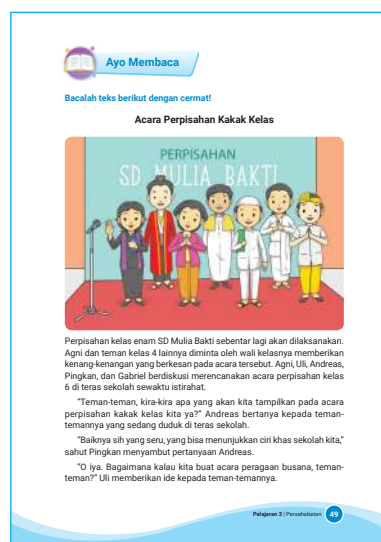 Ayo Membaca
Bacalah teks berikut dengan cermat!
Acara Perpisahan Kakak Kelas
PERPISAHAN
SD MULIA BAKTI
Perpisahan kelas enam SD Mulia Bakti sebentar lagi akan dilaksanakan.
Agni dan teman kelas 4 lainnya diminta oleh wali kelasnya memberikan
kenang-kenangan yang berkesan pada acara tersebut. Agni, Uli, Andreas,
Pingkan, dan Gabriel berdiskusi merencanakan acara perpisahan kelas
6 di teras sekolah sewaktu istirahat.
"Teman-teman, kira-kira apa yang akan kita tampilkan pada acara
perpisahan kakak kelas kita ya?" Andreas bertanya kepada teman-
temannya yang sedang duduk di teras sekolah.
"Baiknya sih yang seru, yang bisa menunjukkan ciri khas sekolah kita,"
sahut Pingkan menyambut pertanyaan Andreas.
"O iya. Bagaimana kalau kita buat acara peragaan busana, teman-
teman?" Uli memberikan ide kepada teman-temannya.
Pelajaran 3 | Persahabatan 49